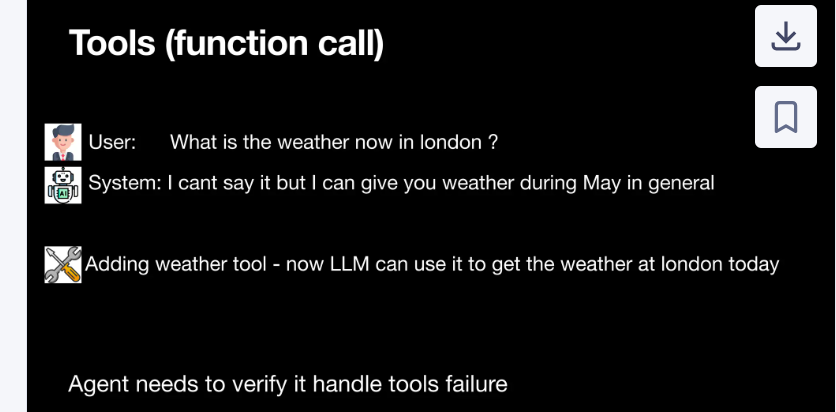 Tools (function call)
User: What is the weather now in london ?
System: I cant say it but I can give you weather during May in general
AI
Adding weather tool - now LLM can use it to get the weather at london today
Agent needs to verify it handle tools failure